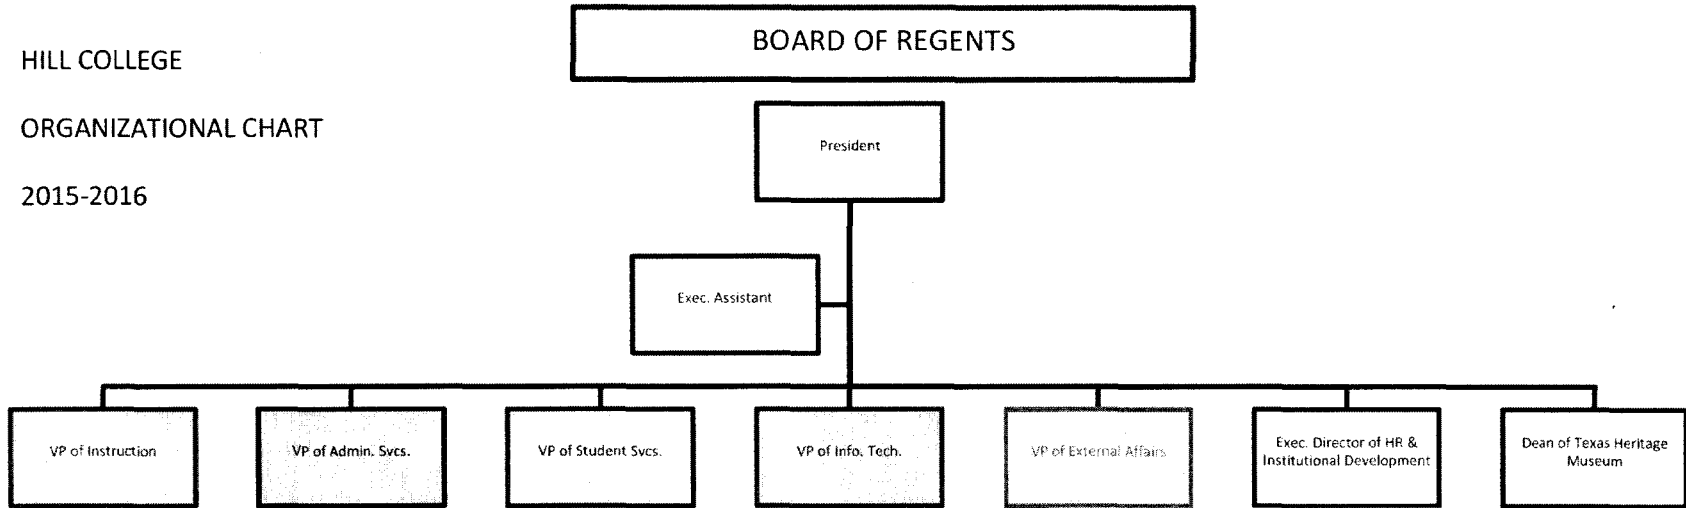 HILL COLLEGE
ORGANIZATIONAL CHART
2015-2016
BOARD OF REGENTS
President
Exec. Assistant
VP of Instruction
VP of Admin. Svcs.
VP of Student Svcs.
VP of Info. Tech.
VP of External Affairs
Exec. Director of HR &
Institutional Development
Dean of Texas Heritage
Museum